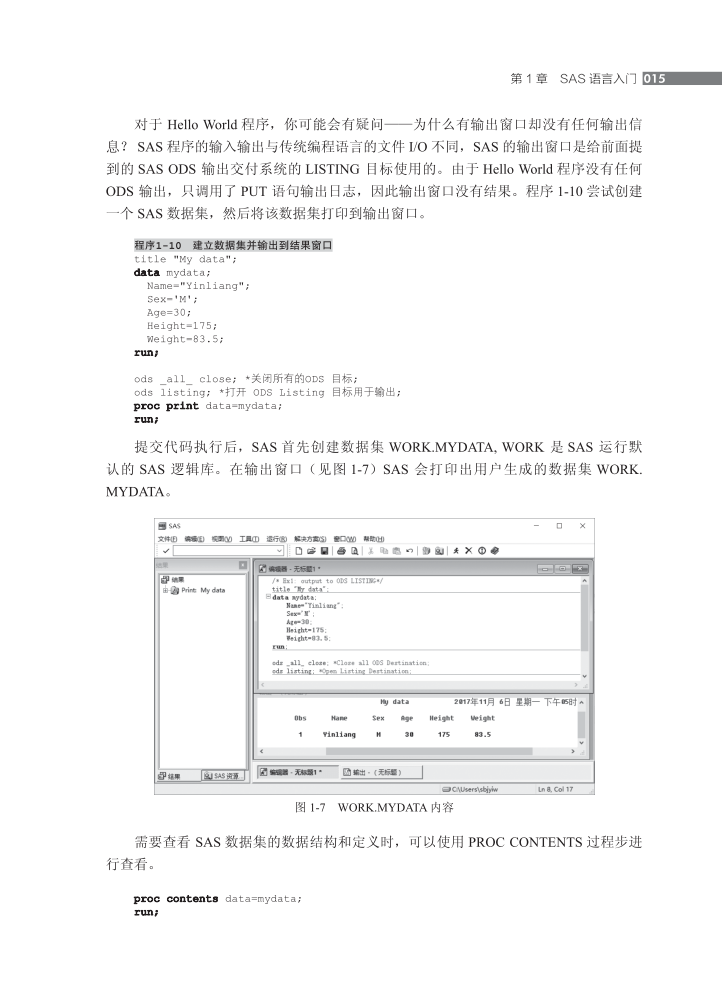 第 1 章 SAS 语言入门 015
对于 Hello World 程序，你可能会有疑问——为什么有输出窗口却没有任何输出信
息？ SAS 程序的输入输出与传统编程语言的文件 I/O 不同，SAS 的输出窗口是给前面提
到的 SAS ODS 输出交付系统的 LISTING 目标使用的。由于 Hello World 程序没有任何
ODS 输出，只调用了 PUT 语句输出日志，因此输出窗口没有结果。程序 1-10 尝试创建
一个 SAS 数据集，然后将该数据集打印到输出窗口。
程序1-10 建立数据集并输出到结果窗口
title "My data";
data mydata;
Name="Yinliang";
Sex='M';
Age=30;
Height=175;
Weight=83.5;
run;
ods _all_ close; *关闭所有的ODS 目标;
ods listing; *打开 ODS Listing 目标用于输出;
proc print data=mydata;
run;
提交代码执行后，SAS 首先创建数据集 WORK.MYDATA, WORK 是 SAS 运行默
认的 SAS 逻辑库。在输出窗口（见图 1-7）SAS 会打印出用户生成的数据集 WORK.
MYDATA。
SAS
文件(F) 编辑(E) 视图(V) 工具(T) 运行(R) 解决方案(S) 窗口(W) 帮助(H)
结果
结果
Print: My data
编辑器 - 无标题1 *
/* Ex1: output to ODS LISTING*/
title "My data";
data mydata;
Name="Yinliang";
Sex='M';
Age=30;
Height=175;
Weight=83.5;
run;
ods _all_ close; *Close all ODS Destination;
ods listing; *Open Listing Destination;
My data 2017年11月 6日 星期一 下午05时
Obs Name Sex Age Height Weight
1 Yinliang M 30 175 83.5
结果 SAS 资源 编辑器 - 无标题1 * 输出 - (无标题)
C:\Users\sbjyiw Ln 8, Col 17
图 1-7 WORK.MYDATA 内容
需要查看 SAS 数据集的数据结构和定义时，可以使用 PROC CONTENTS 过程步进
行查看。
proc contents data=mydata;
run;